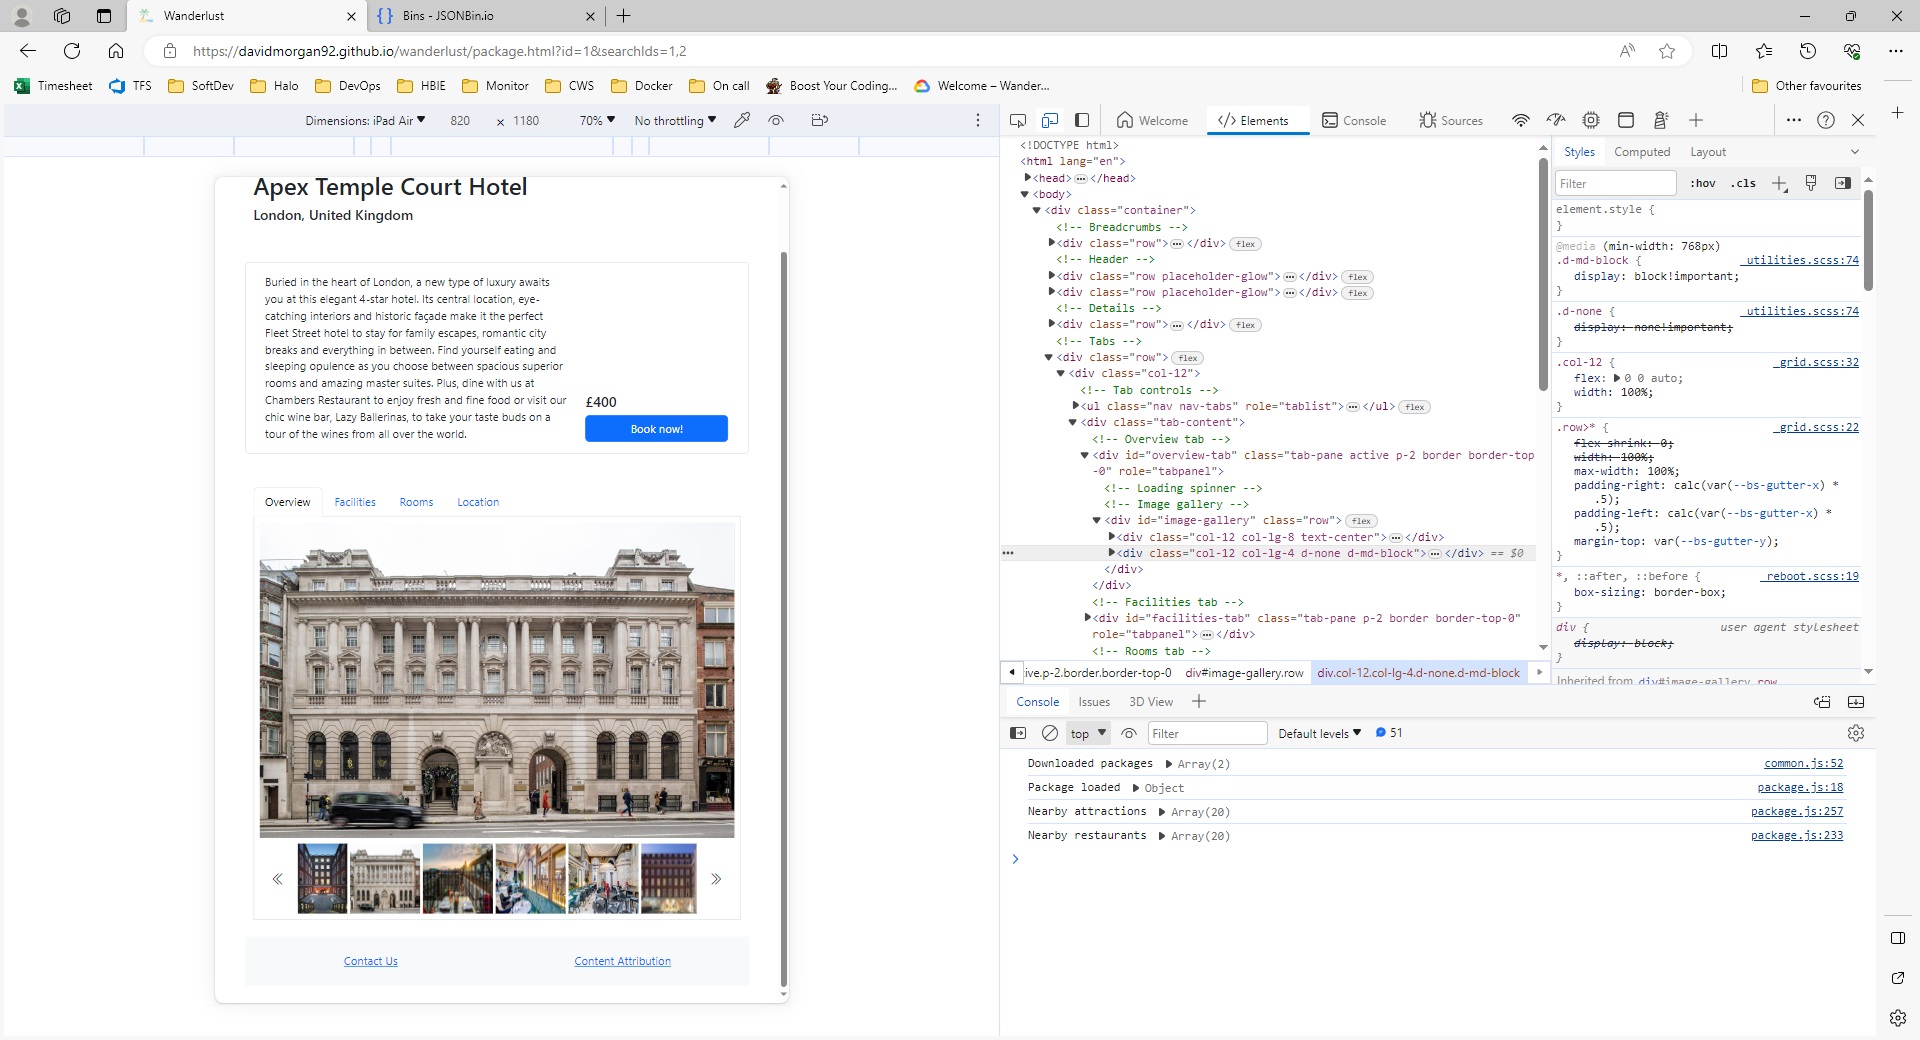 Wanderlust
Bins - JSONBin.io
https://davidmorgan92.github.io/wanderlust/package.html?id=1&searchIds=1,2
Timesheet TFS SoftDev Halo DevOps HBIE Monitor CWS Docker On call Boost Your Coding... Welcome – Wander... Other favourites
Dimensions: iPad Air 820 × 1180 70% No throttling
Welcome </> Elements Console Sources
Apex Temple Court Hotel
London, United Kingdom
Buried in the heart of London, a new type of luxury awaits
you at this elegant 4-star hotel. Its central location, eye-
catching interiors and historic façade make it the perfect
Fleet Street hotel to stay for family escapes, romantic city
breaks and everything in between. Find yourself eating and
sleeping opulence as you choose between spacious superior
rooms and amazing master suites. Plus, dine with us at
Chambers Restaurant to enjoy fresh and fine food or visit our
chic wine bar, Lazy Ballerinas, to take your taste buds on a
tour of the wines from all over the world.
£400
Book now!
Overview Facilities Rooms Location
Contact Us Content Attribution
<!DOCTYPE html>
<html lang="en">
<head> ••• </head>
<body>
<div class="container">
<!-- Breadcrumbs -->
<div class="row"> ••• </div> flex
<!-- Header -->
<div class="row placeholder-glow"> ••• </div> flex
<div class="row placeholder-glow"> ••• </div> flex
<!-- Details -->
<div class="row"> ••• </div> flex
<!-- Tabs -->
<div class="row"> flex
<div class="col-12">
<!-- Tab controls -->
<ul class="nav nav-tabs" role="tablist"> ••• </ul> flex
<div class="tab-content">
<!-- Overview tab -->
<div id="overview-tab" class="tab-pane active p-2 border border-top
-0" role="tabpanel">
<!-- Loading spinner -->
<!-- Image gallery -->
<div id="image-gallery" class="row"> flex
<div class="col-12 col-lg-8 text-center"> ••• </div>
<div class="col-12 col-lg-4 d-none d-md-block"> ••• </div> == $0
</div>
</div>
<!-- Facilities tab -->
<div id="facilities-tab" class="tab-pane p-2 border border-top-0"
role="tabpanel"> ••• </div>
<!-- Rooms tab -->
ive.p-2.border.border-top-0 div#image-gallery.row div.col-12.col-lg-4.d-none.d-md-block
Styles Computed Layout
Filter :hov .cls
element.style {
}
@media (min-width: 768px)
.d-md-block { _utilities.scss:74
display: block!important;
}
.d-none { _utilities.scss:74
display: none!important;
}
.col-12 { _grid.scss:32
flex: 0 0 auto;
width: 100%;
}
.row>* { _grid.scss:22
flex-shrink: 0;
width: 100%;
max-width: 100%;
padding-right: calc(var(--bs-gutter-x) *
.5);
padding-left: calc(var(--bs-gutter-x) *
.5);
margin-top: var(--bs-gutter-y);
}
*, ::after, ::before { _reboot.scss:19
box-sizing: border-box;
}
div { user agent stylesheet
display: block;
}
Inherited from div#image-gallery.row
Console Issues 3D View
top Filter Default levels 51
Downloaded packages Array(2) common.js:52
Package loaded Object package.js:18
Nearby attractions Array(20) package.js:257
Nearby restaurants Array(20) package.js:233